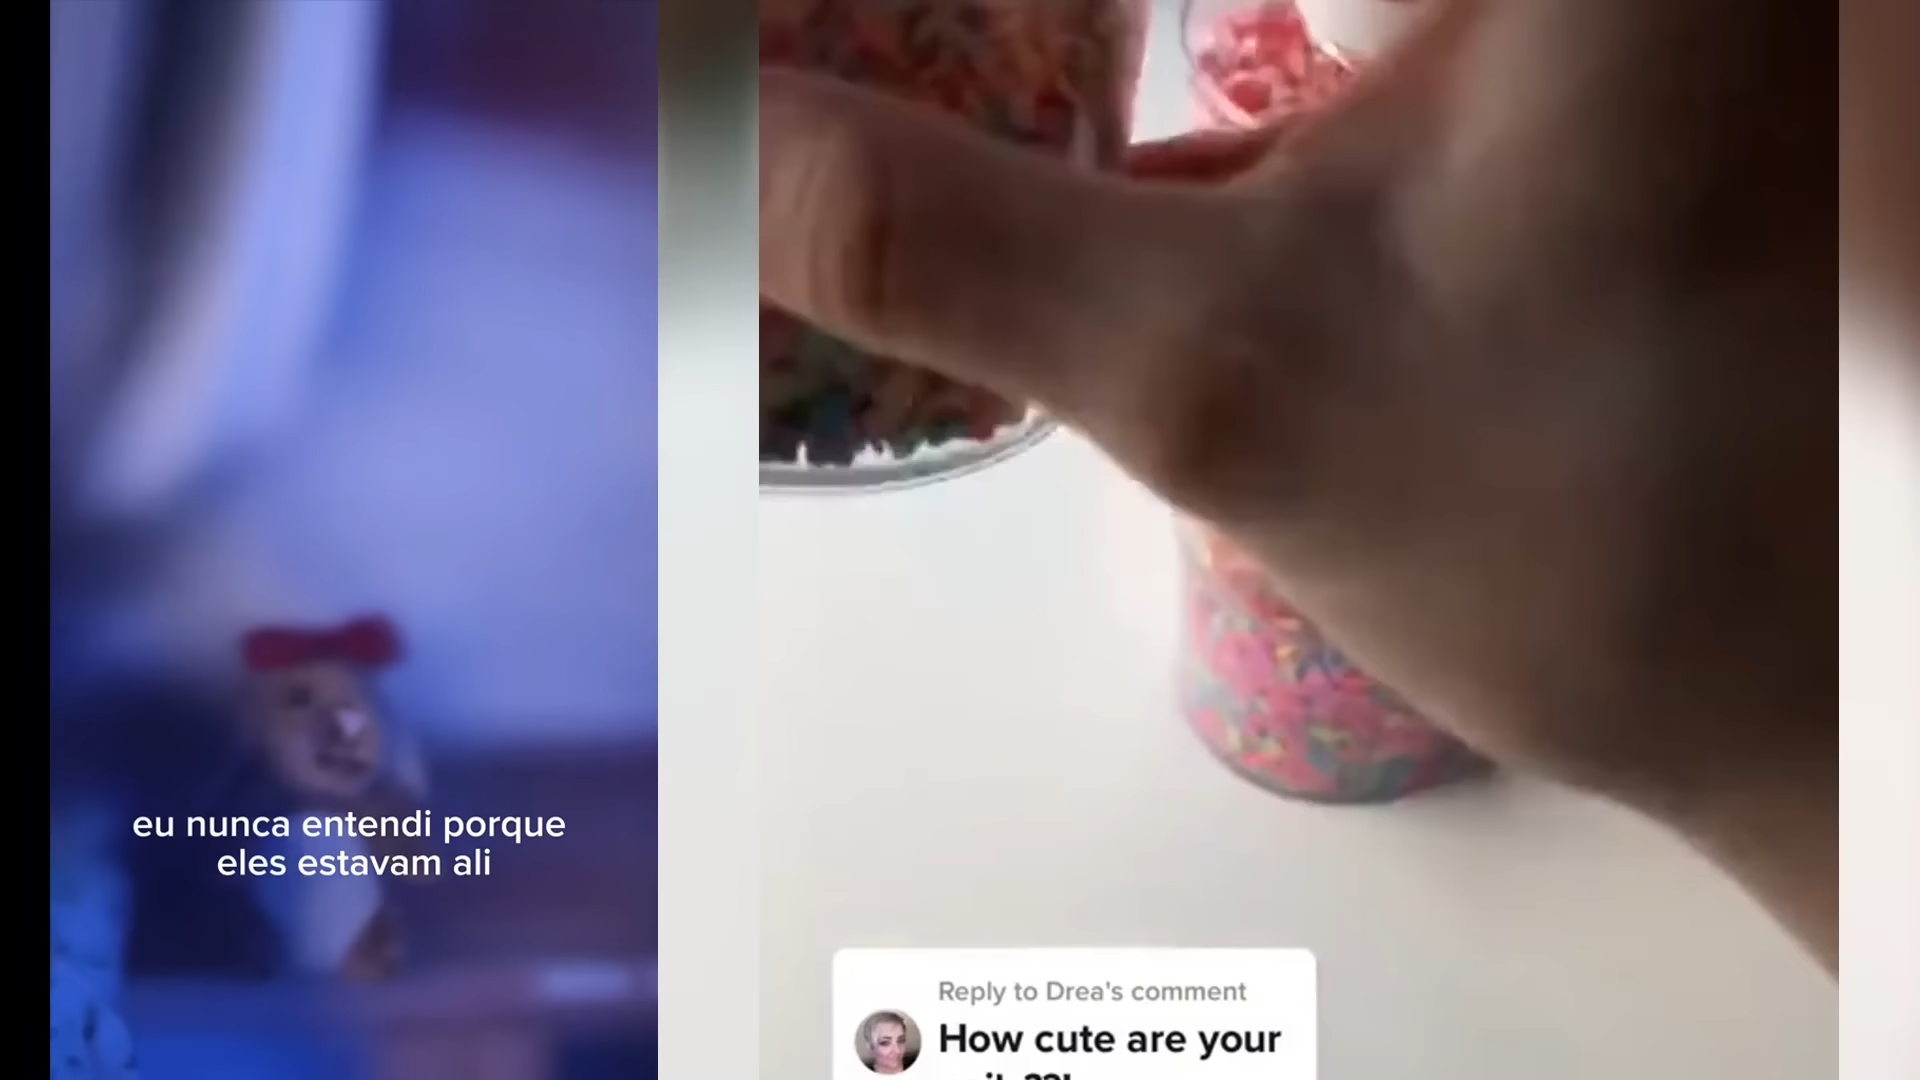 eu nunca entendi porque
eles estavam ali
Reply to Drea's comment
How cute are your